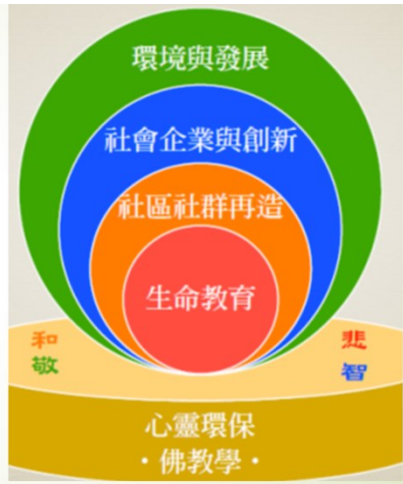 環境與發展
社會企業與創新
社區社群再造
生命教育
和
敬
悲
智
心靈環保
・佛教學・